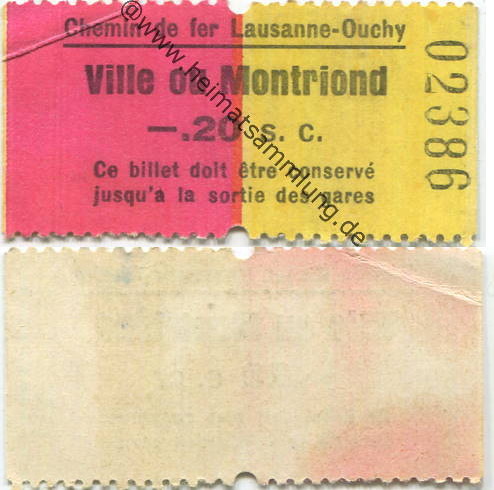 Chemin de fer Lausanne-Ouchy
Ville ou Montriond
—.20 s. c.
Ce billet doit être conservé
jusqu'à la sortie des gares
02386
@www.heimatsammlung.de